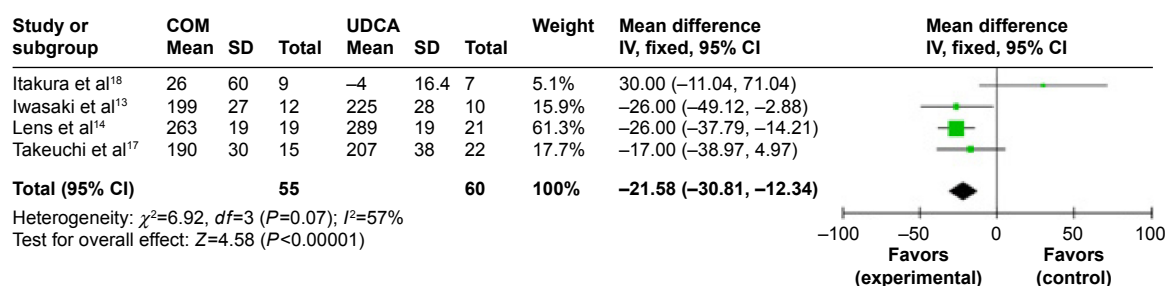 Study or COM UDCA Weight Mean difference Mean difference
subgroup Mean SD Total Mean SD Total IV, fixed, 95% CI IV, fixed, 95% CI
Itakura et al¹⁸ 26 60 9 –4 16.4 7 5.1% 30.00 (–11.04, 71.04)
Iwasaki et al¹³ 199 27 12 225 28 10 15.9% –26.00 (–49.12, –2.88)
Lens et al¹⁴ 263 19 19 289 19 21 61.3% –26.00 (–37.79, –14.21)
Takeuchi et al¹⁷ 190 30 15 207 38 22 17.7% –17.00 (–38.97, 4.97)
Total (95% CI) 55 60 100% –21.58 (–30.81, –12.34)
Heterogeneity: χ²=6.92, df=3 (P=0.07); I²=57%
Test for overall effect: Z=4.58 (P<0.00001)
–100 –50 0 50 100
Favors Favors
(experimental) (control)